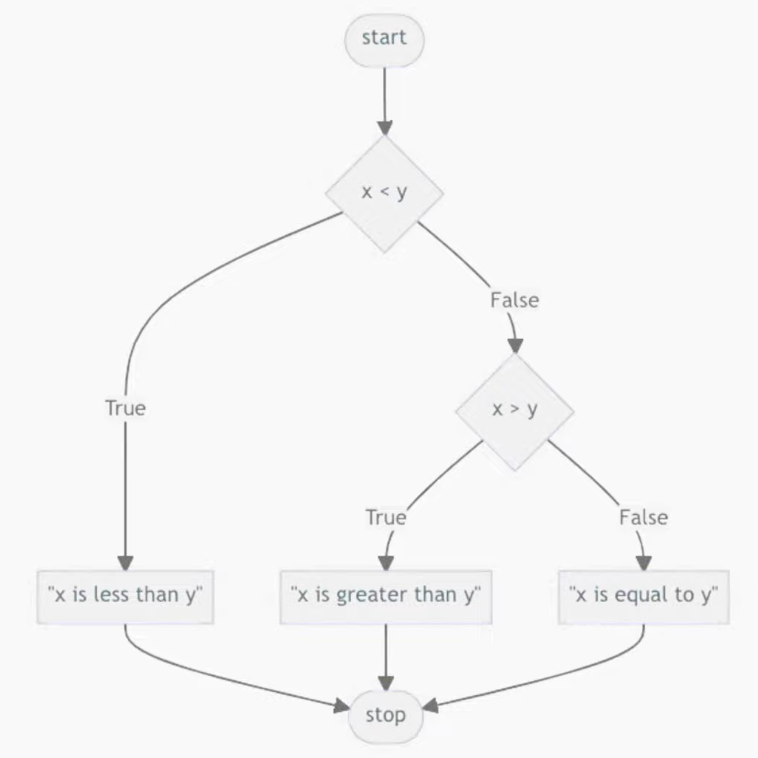 start
x < y
False
True
x > y
True
False
"x is less than y"
"x is greater than y"
"x is equal to y"
stop